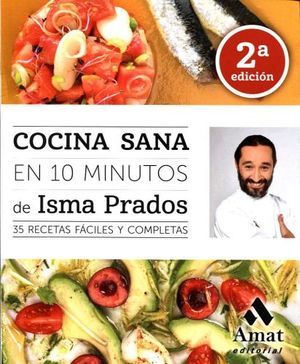 2ª
edición
COCINA SANA
EN 10 MINUTOS
de Isma Prados
35 RECETAS FÁCILES Y COMPLETAS
Amat
editorial